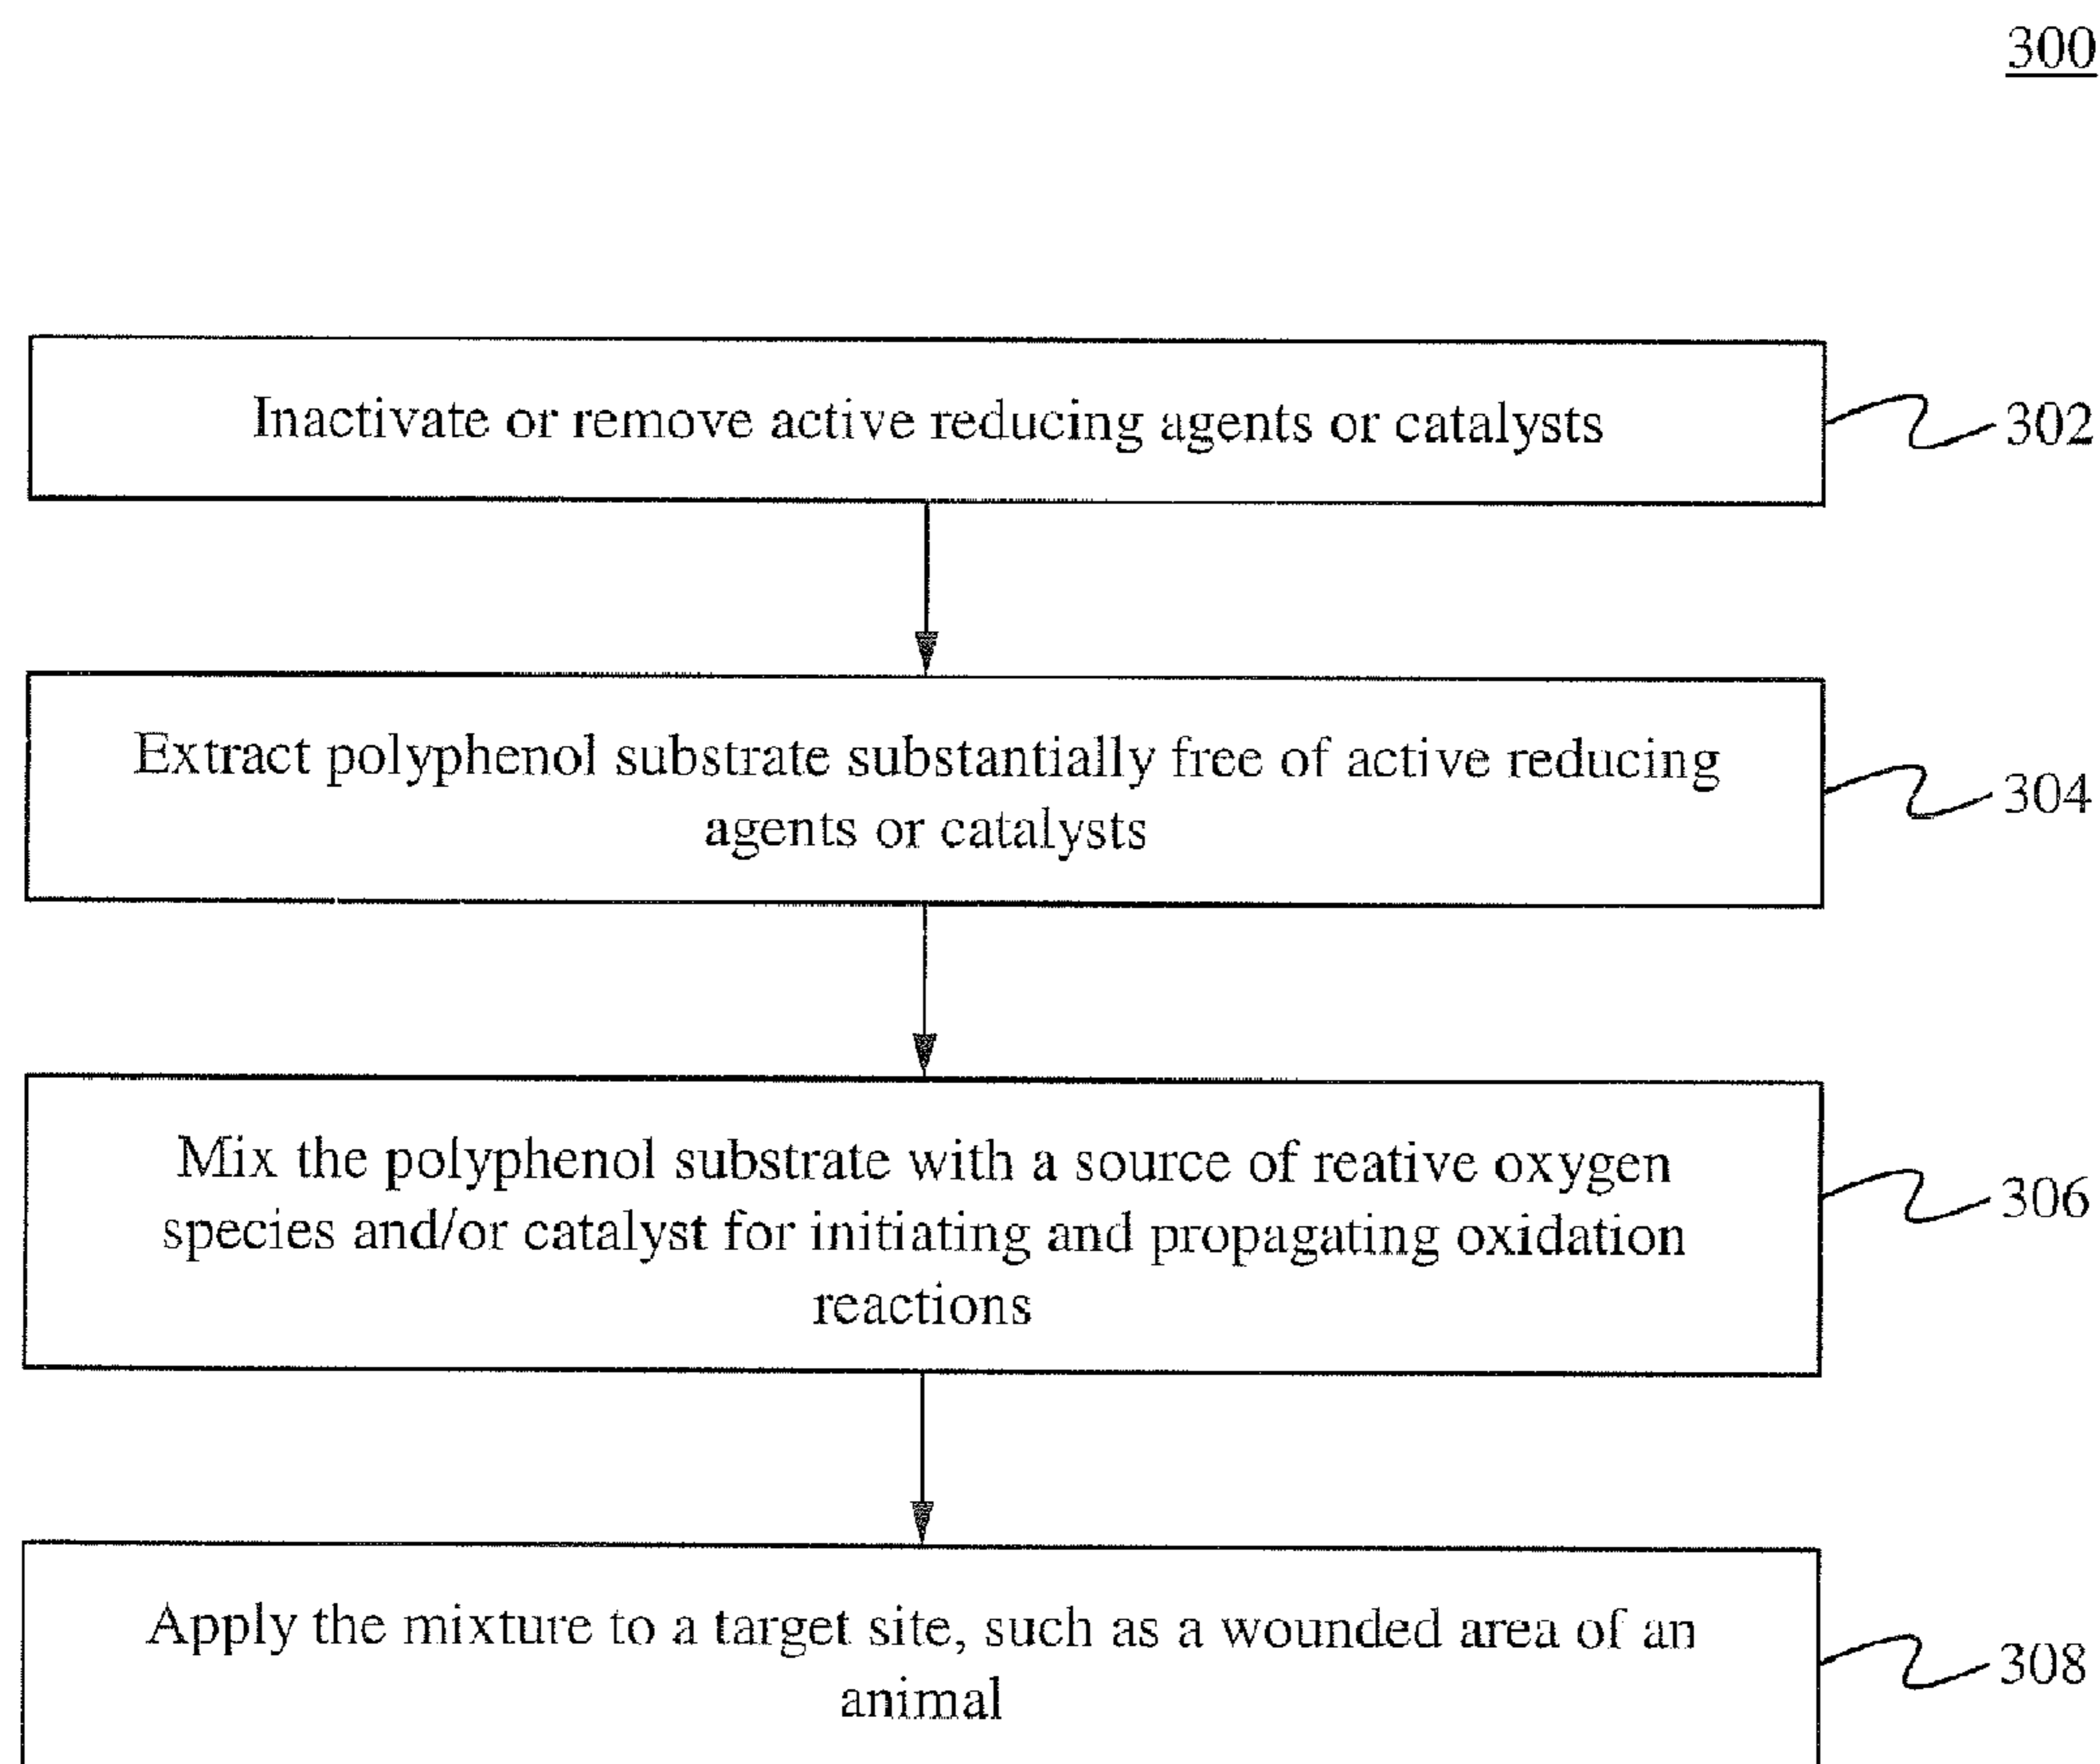 300
Inactivate or remove active reducing agents or catalysts
302
Extract polyphenol substrate substantially free of active reducing
agents or catalysts
304
Mix the polyphenol substrate with a source of reative oxygen
species and/or catalyst for initiating and propagating oxidation
reactions
306
Apply the mixture to a target site, such as a wounded area of an
animal
308